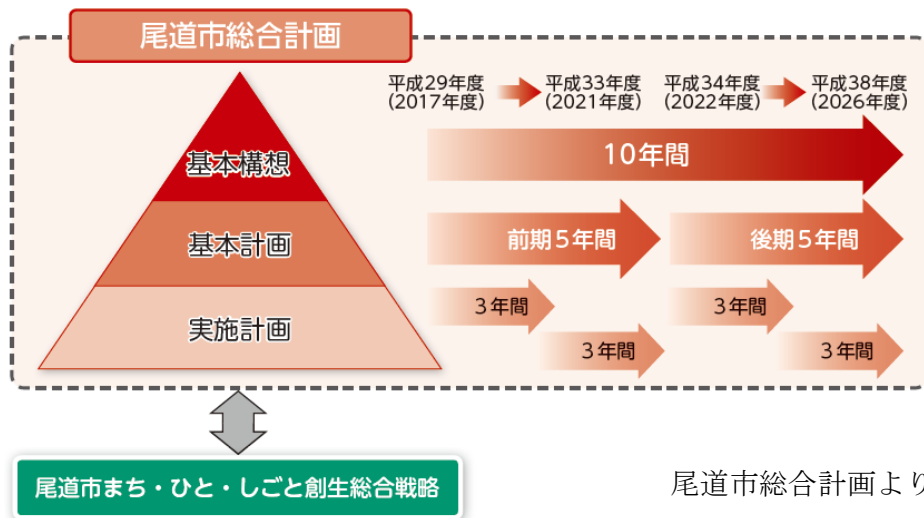 尾道市総合計画
平成29年度 平成33年度 平成34年度 平成38年度
(2017年度) (2021年度) (2022年度) (2026年度)
10年間
基本構想
前期5年間 後期5年間
基本計画
3年間 3年間
実施計画
3年間 3年間
尾道市まち・ひと・しごと創生総合戦略
尾道市総合計画より